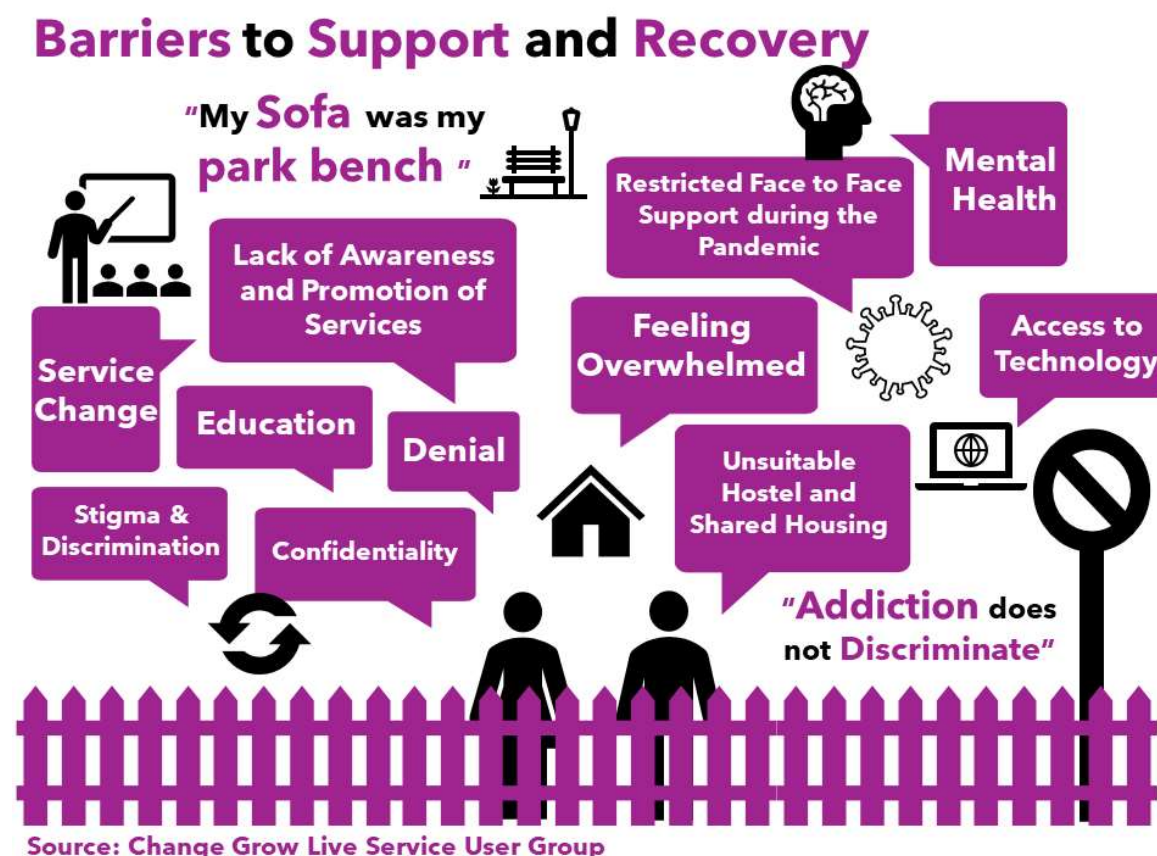 Barriers to Support and Recovery
"My Sofa was my
park bench "
Mental
Health
Restricted Face to Face
Support during the
Pandemic
Lack of Awareness
and Promotion of
Services
Feeling
Overwhelmed
Access to
Technology
Service
Change
Education
Denial
Unsuitable
Hostel and
Shared Housing
Stigma &
Discrimination
Confidentiality
"Addiction does
not Discriminate"
Source: Change Grow Live Service User Group